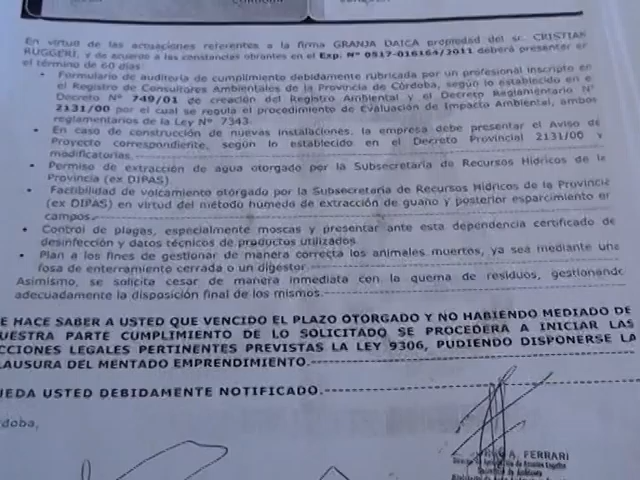 En virtud de las actuaciones referentes a la firma GRANJA DAICA propiedad del sr. CRISTIAN
RUGGERI, y de acuerdo a las constancias obrantes en el Exp. N° 0517-016164/2011 deberá presentar en
el término de 60 días:
• Formulario de auditoría de cumplimiento debidamente rubricada por un profesional inscripto en
el Registro de Consultores Ambientales de la Provincia de Córdoba, según lo establecido en e
Decreto N° 749/01 de creación del Registro Ambiental y el Decreto Reglamentario N°
2131/00 por el cual se regula el procedimiento de Evaluación de Impacto Ambiental, ambos
reglamentarios de la Ley N° 7343.
• En caso de construcción de nuevas instalaciones, la empresa debe presentar el Aviso de
Proyecto correspondiente, según lo establecido en el Decreto Provincial 2131/00 y
modificatorias.
• Permiso de extracción de agua otorgado por la Subsecretaría de Recursos Hídricos de la
Provincia (ex DIPAS)
• Factibilidad de volcamiento otorgado por la Subsecretaría de Recursos Hídricos de la Provincia
(ex DIPAS) en virtud del método húmedo de extracción de guano y posterior esparcimiento en
campos.
• Control de plagas, especialmente moscas y presentar ante esta dependencia certificado de
desinfección y datos técnicos de productos utilizados
• Plan a los fines de gestionar de manera correcta los animales muertos, ya sea mediante una
fosa de enterramiento cerrada o un digestor.
Asimismo, se solicita cesar de manera inmediata con la quema de residuos, gestionando
adecuadamente la disposición final de los mismos.
E HACE SABER A USTED QUE VENCIDO EL PLAZO OTORGADO Y NO HABIENDO MEDIADO DE
UESTRA PARTE CUMPLIMIENTO DE LO SOLICITADO SE PROCEDERA A INICIAR LAS
CCIONES LEGALES PERTINENTES PREVISTAS LA LEY 9306, PUDIENDO DISPONERSE LA
LAUSURA DEL MENTADO EMPRENDIMIENTO.
UEDA USTED DEBIDAMENTE NOTIFICADO.
doba,
A. FERRARI